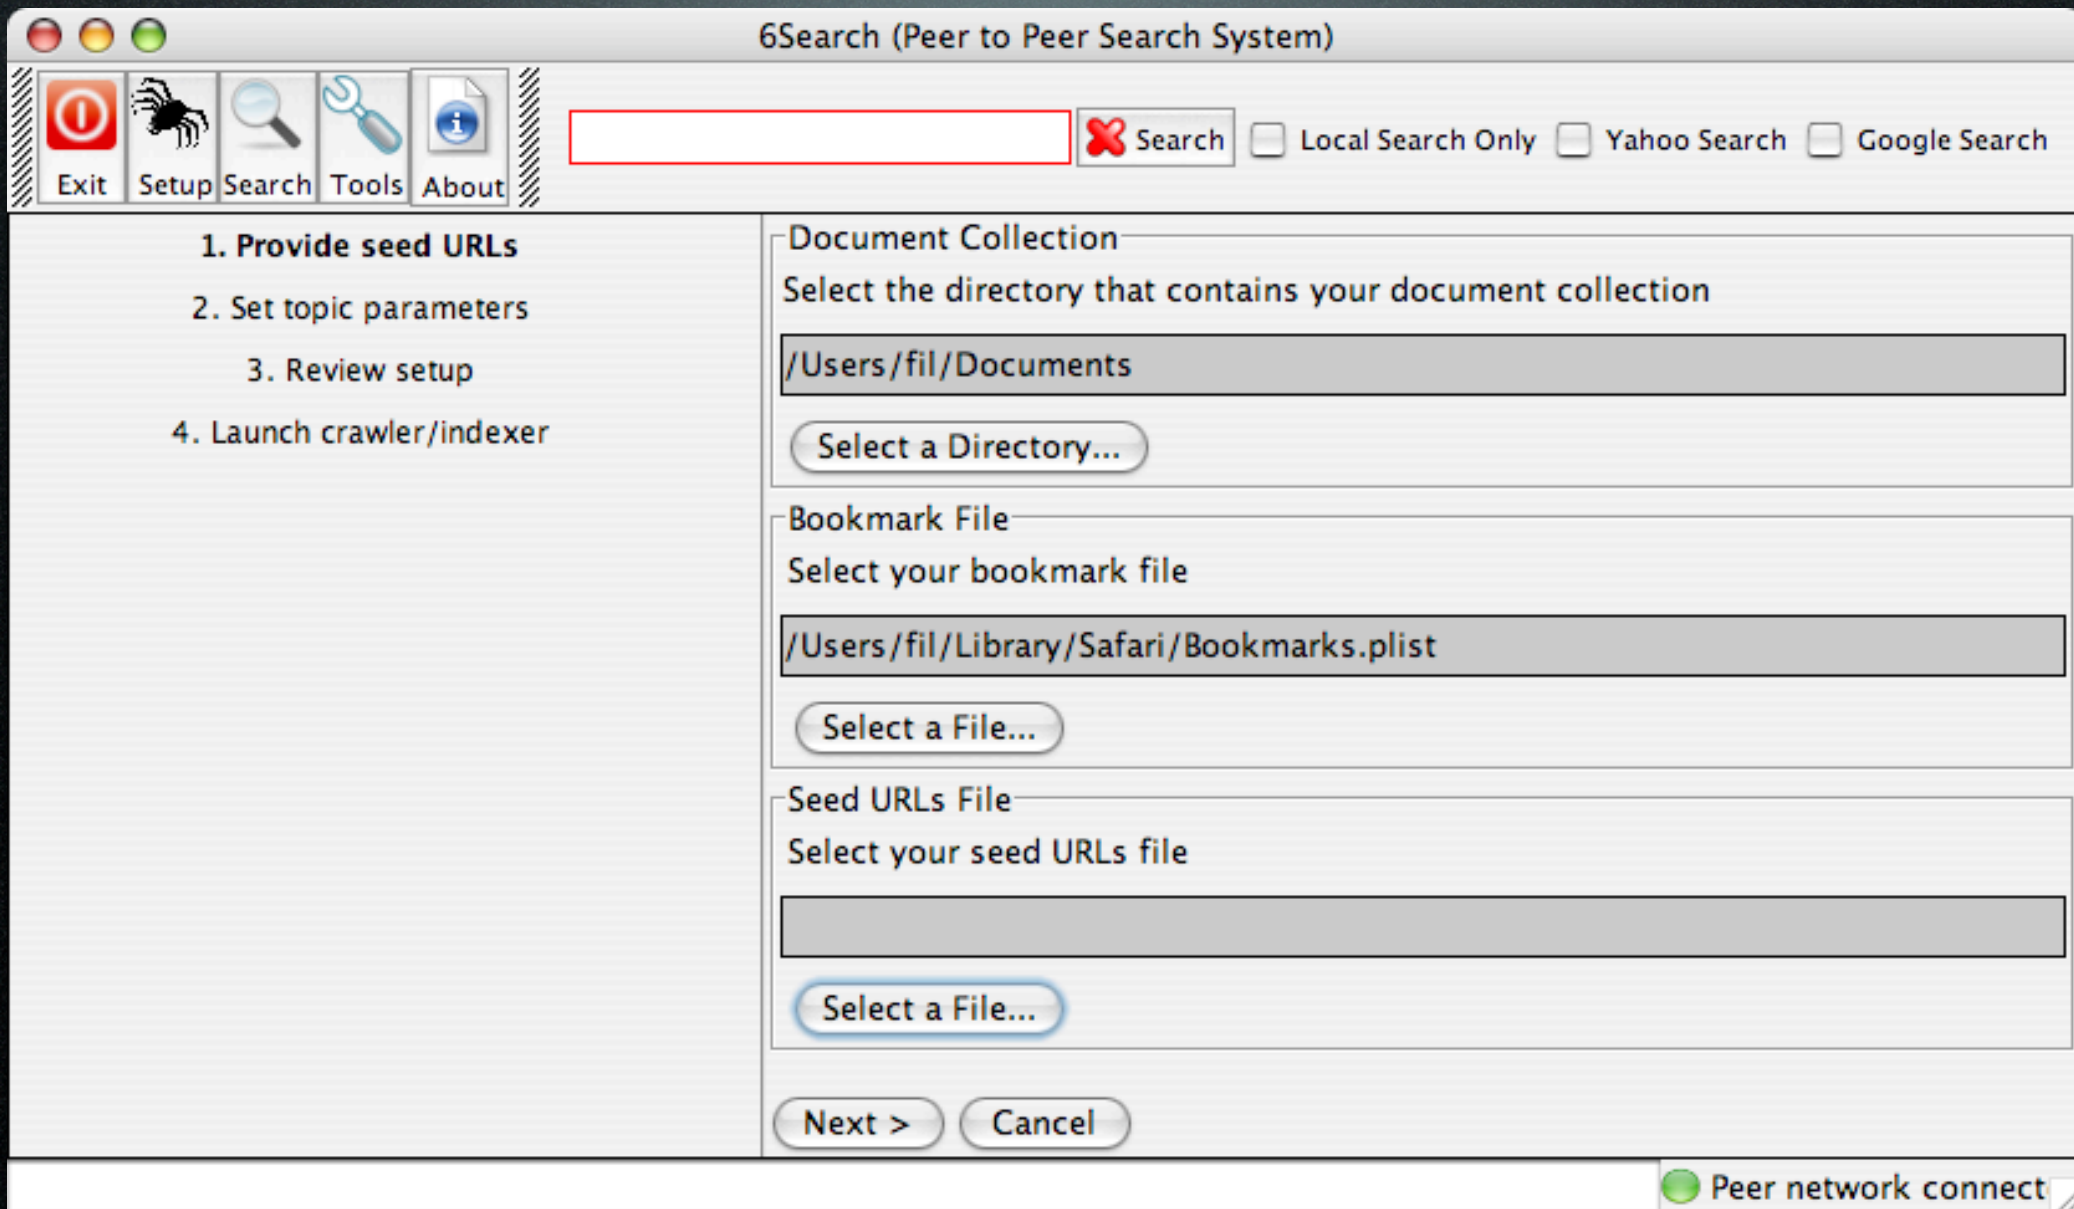 6Search (Peer to Peer Search System)
Exit Setup Search Tools About
Search Local Search Only Yahoo Search Google Search
1. Provide seed URLs
2. Set topic parameters
3. Review setup
4. Launch crawler/indexer
Document Collection
Select the directory that contains your document collection
/Users/fil/Documents
Select a Directory...
Bookmark File
Select your bookmark file
/Users/fil/Library/Safari/Bookmarks.plist
Select a File...
Seed URLs File
Select your seed URLs file
Select a File...
Next > Cancel
Peer network connect